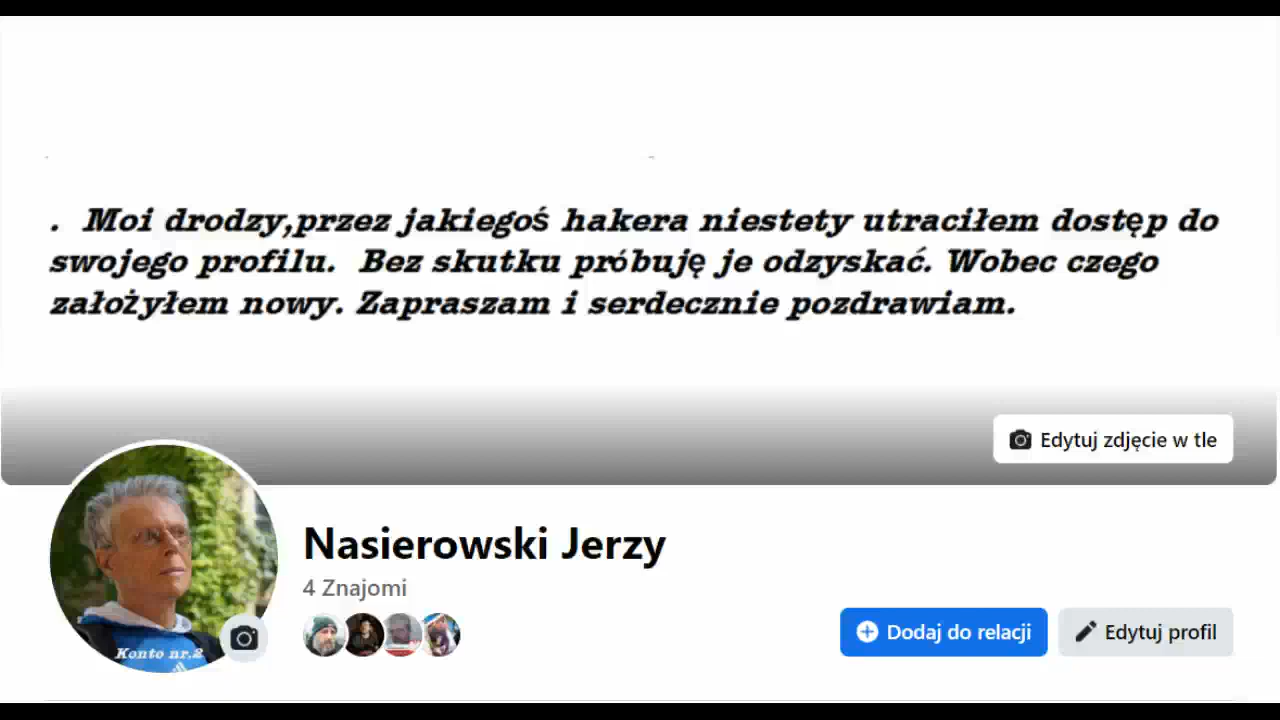 . Moi drodzy,przez jakiegoś hakera niestety utraciłem dostęp do
swojego profilu. Bez skutku próbuję je odzyskać. Wobec czego
założyłem nowy. Zapraszam i serdecznie pozdrawiam.
Edytuj zdjęcie w tle
Nasierowski Jerzy
4 Znajomi
Konto nr.2
Dodaj do relacji
Edytuj profil